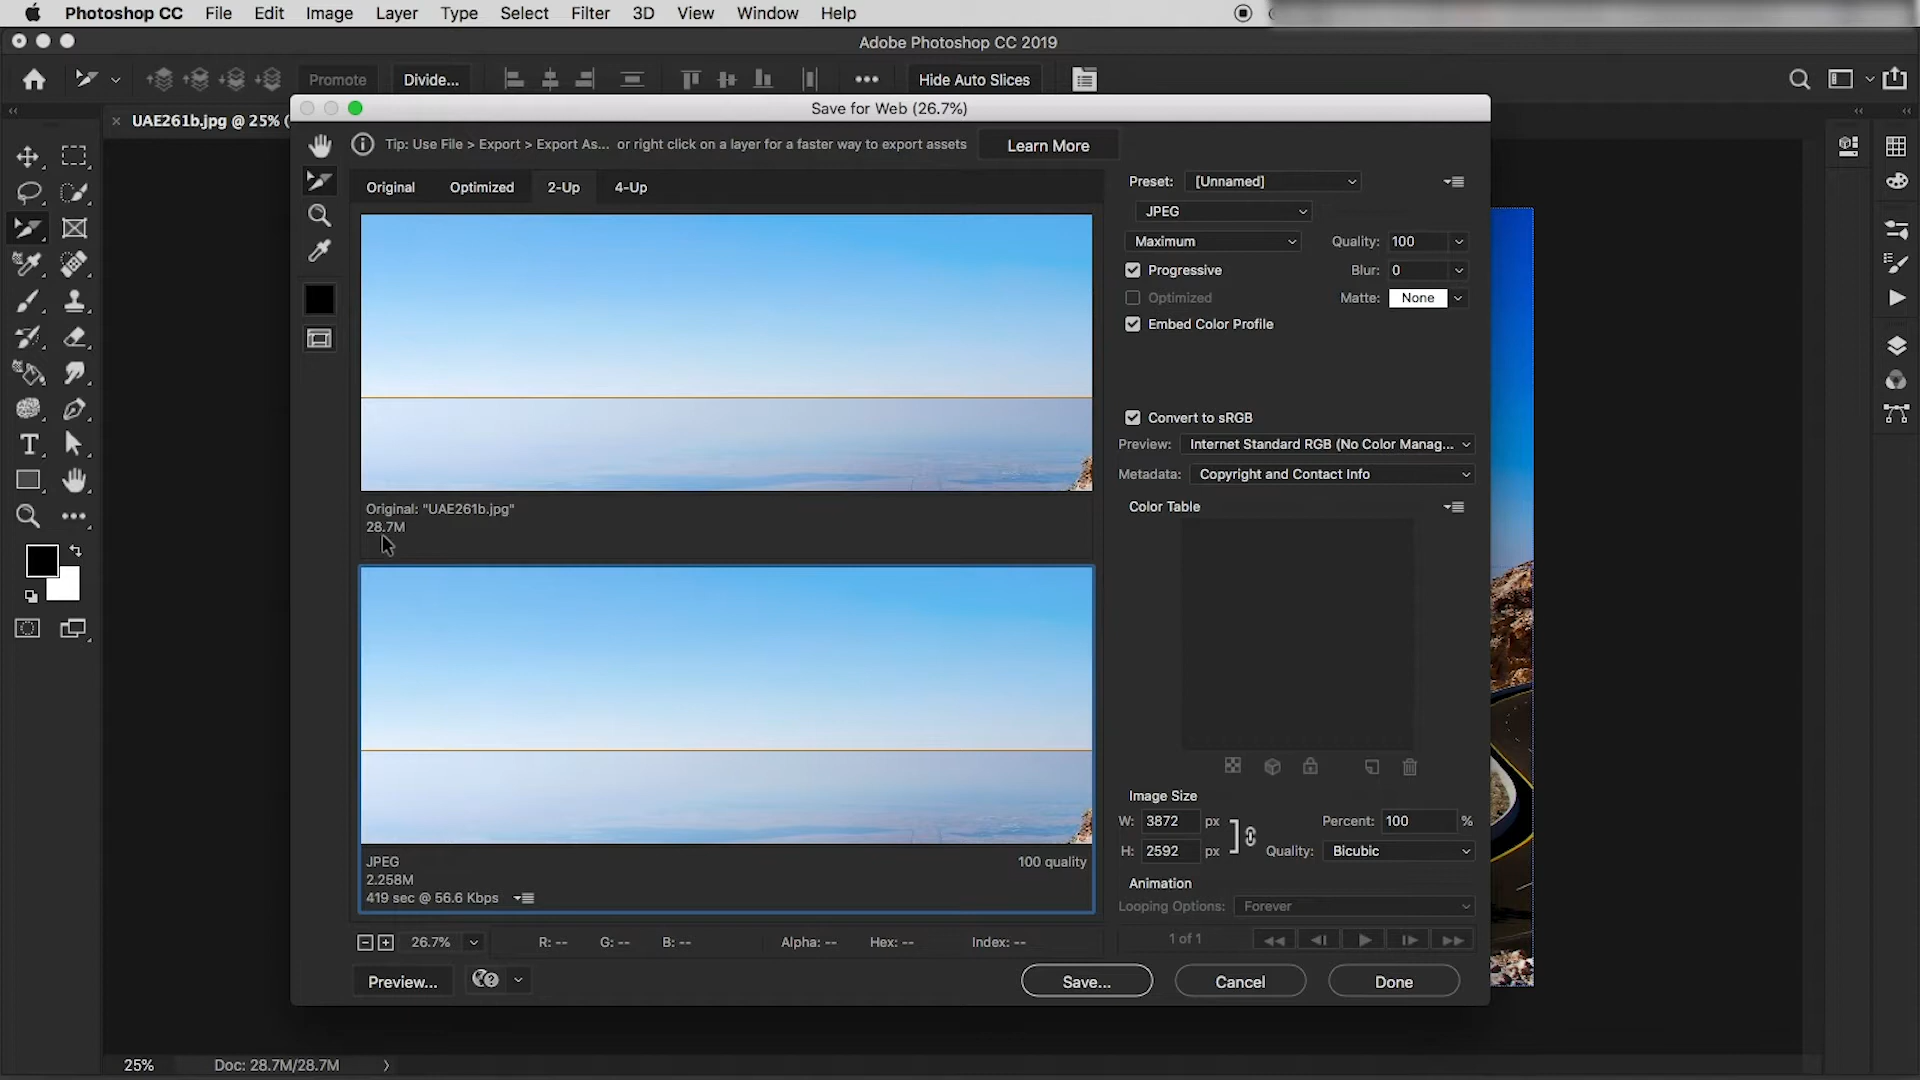 Photoshop CC File Edit Image Layer Type Select Filter 3D View Window Help
Adobe Photoshop CC 2019
Promote Divide... Hide Auto Slices
UAE261b.jpg @ 25% (
Save for Web (26.7%)
Tip: Use File > Export > Export As... or right click on a layer for a faster way to export assets
Learn More
Original Optimized 2-Up 4-Up
Original: "UAE261b.jpg"
28.7M
JPEG
100 quality
2.258M
419 sec @ 56.6 Kbps
Preset: [Unnamed]
JPEG
Maximum Quality: 100
Progressive Blur: 0
Optimized Matte: None
Embed Color Profile
Convert to sRGB
Preview: Internet Standard RGB (No Color Manag...
Metadata: Copyright and Contact Info
Color Table
Image Size
W: 3872 px Percent: 100 %
H: 2592 px Quality: Bicubic
Animation
Looping Options: Forever
1 of 1
26.7% R: -- G: -- B: -- Alpha: -- Hex: -- Index: --
Preview... Save... Cancel Done
25% Doc: 28.7M/28.7M